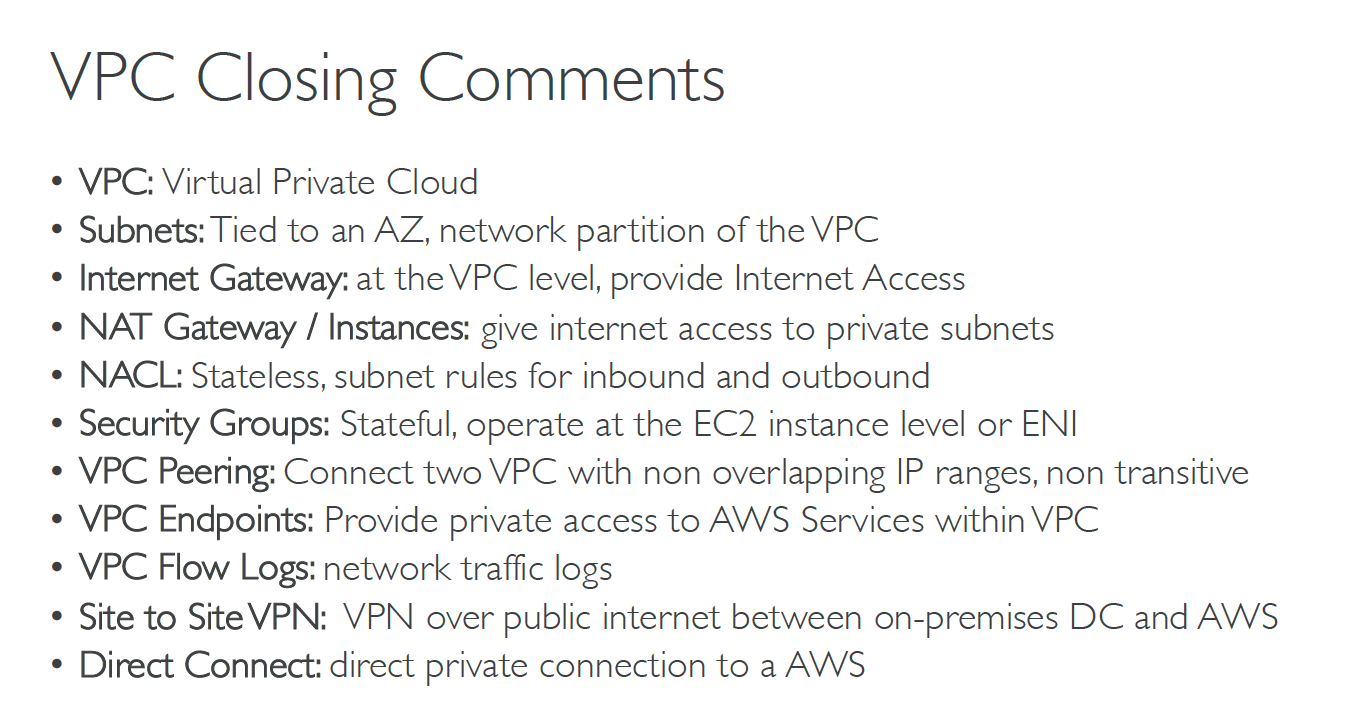 VPC Closing Comments
• VPC: Virtual Private Cloud
• Subnets: Tied to an AZ, network partition of the VPC
• Internet Gateway: at the VPC level, provide Internet Access
• NAT Gateway / Instances: give internet access to private subnets
• NACL: Stateless, subnet rules for inbound and outbound
• Security Groups: Stateful, operate at the EC2 instance level or ENI
• VPC Peering: Connect two VPC with non overlapping IP ranges, non transitive
• VPC Endpoints: Provide private access to AWS Services within VPC
• VPC Flow Logs: network traffic logs
• Site to Site VPN: VPN over public internet between on-premises DC and AWS
• Direct Connect: direct private connection to a AWS